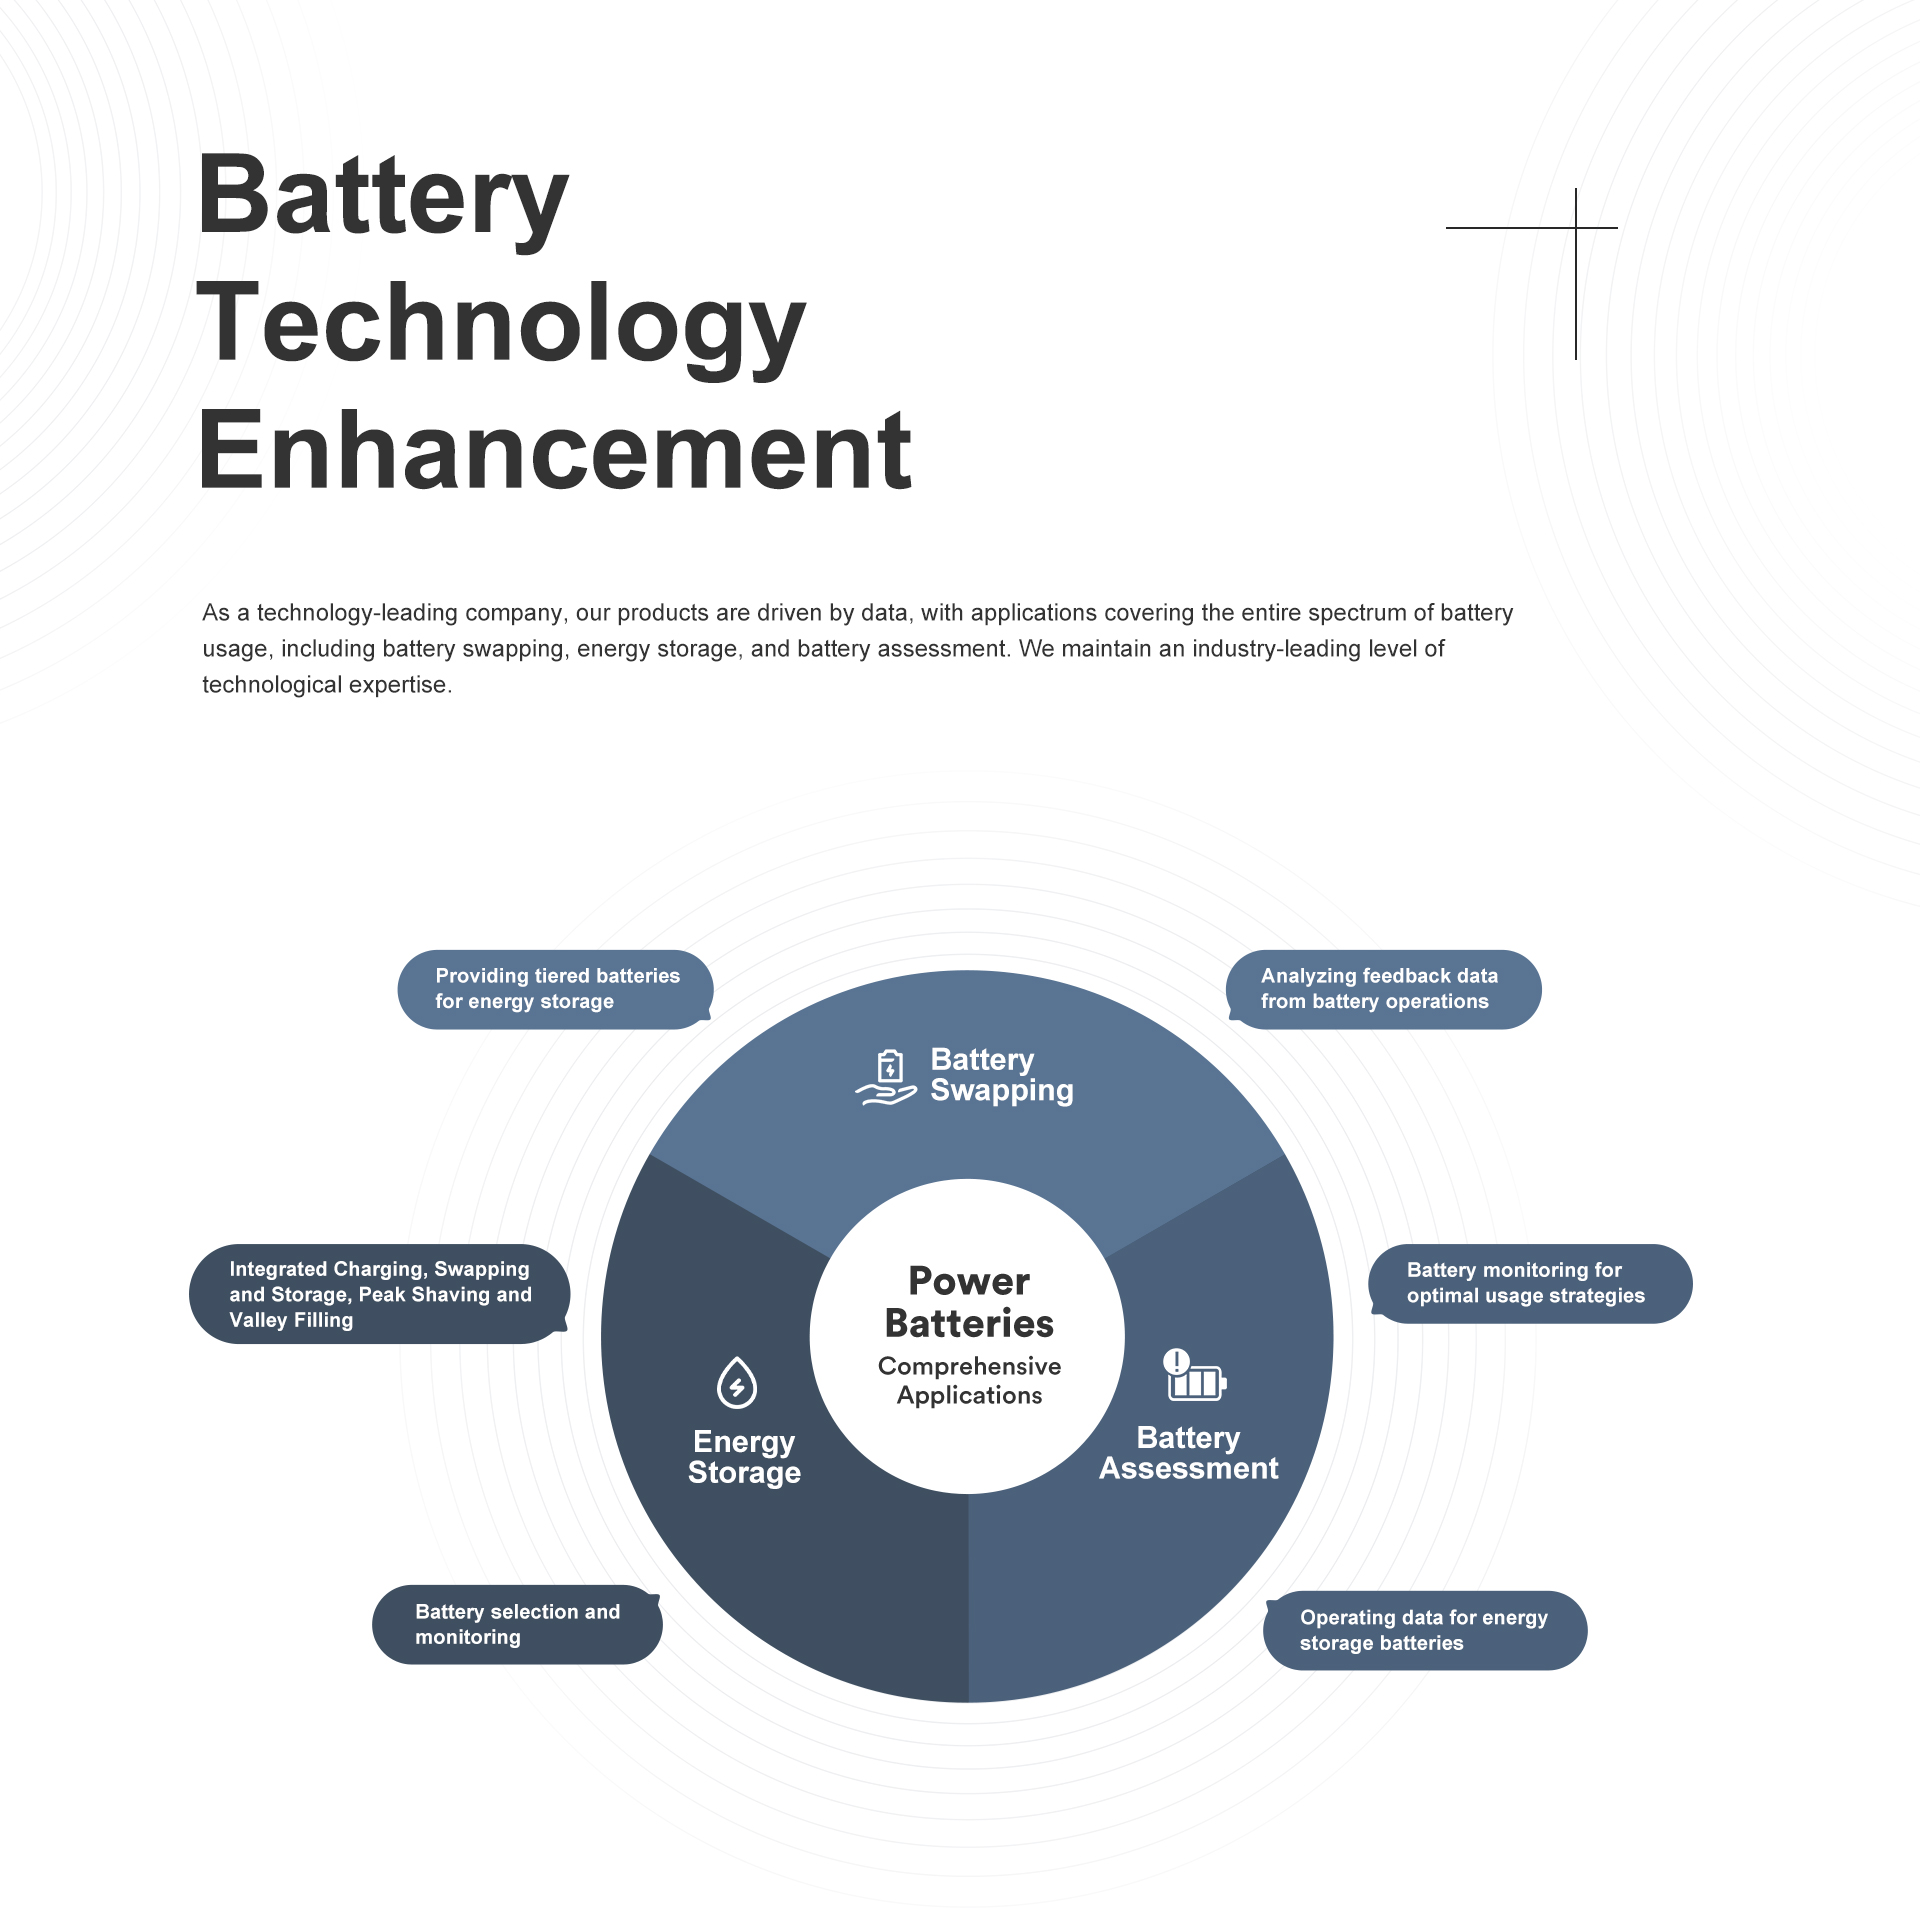 Battery
Technology
Enhancement
As a technology-leading company, our products are driven by data, with applications covering the entire spectrum of battery
usage, including battery swapping, energy storage, and battery assessment. We maintain an industry-leading level of
technological expertise.
Providing tiered batteries
for energy storage
Analyzing feedback data
from battery operations
Battery
Swapping
Integrated Charging, Swapping
and Storage, Peak Shaving and
Valley Filling
Battery monitoring for
optimal usage strategies
Power
Batteries
Comprehensive
Applications
Energy
Storage
Battery
Assessment
Battery selection and
monitoring
Operating data for energy
storage batteries